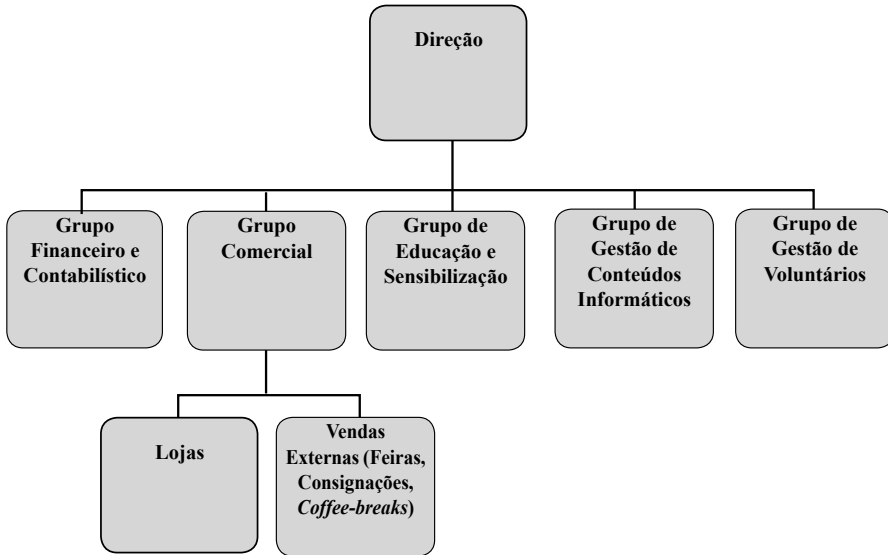 Direção
Grupo
Financeiro e
Contabilístico
Grupo
Comercial
Grupo de
Educação e
Sensibilização
Grupo de
Gestão de
Conteúdos
Informáticos
Grupo de
Gestão de
Voluntários
Lojas
Vendas
Externas (Feiras,
Consignações,
Coffee-breaks)